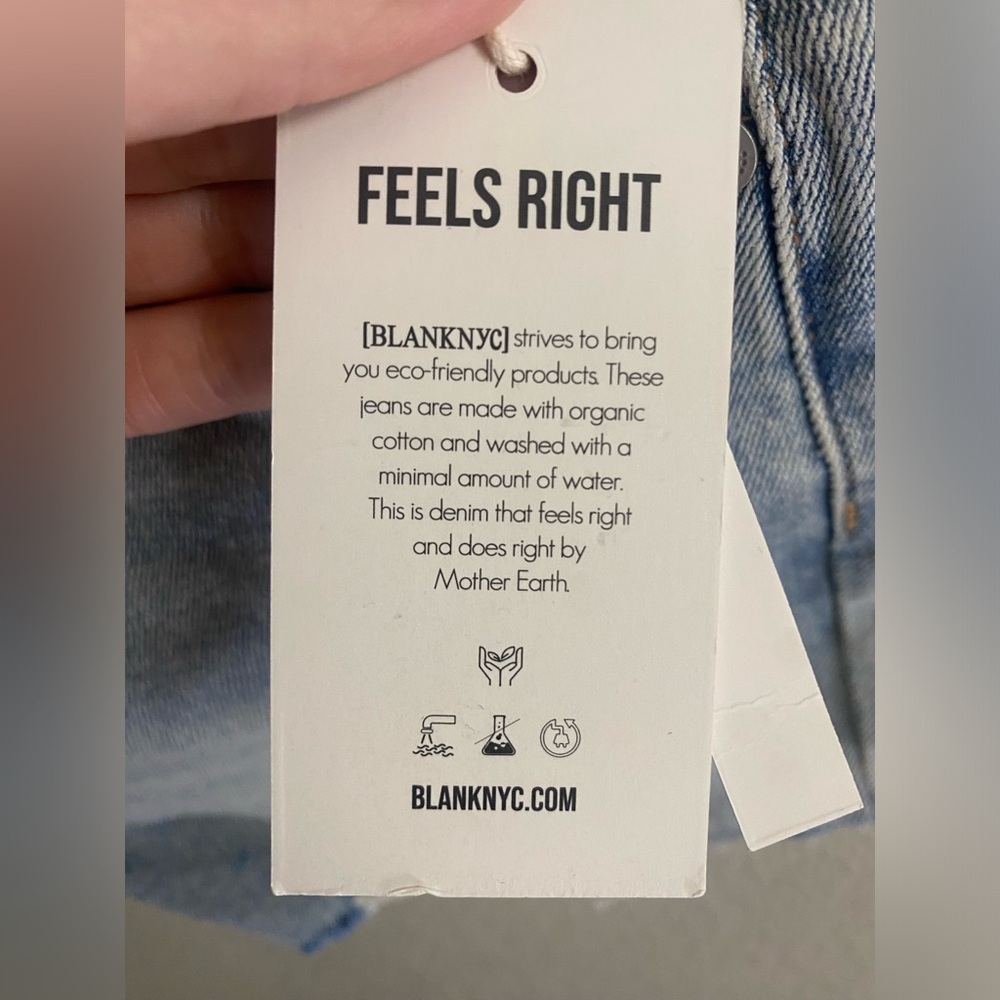 FEELS RIGHT
[BLANKNYC] strives to bring
you eco-friendly products. These
jeans are made with organic
cotton and washed with a
minimal amount of water.
This is denim that feels right
and does right by
Mother Earth.
BLANKNYC.COM